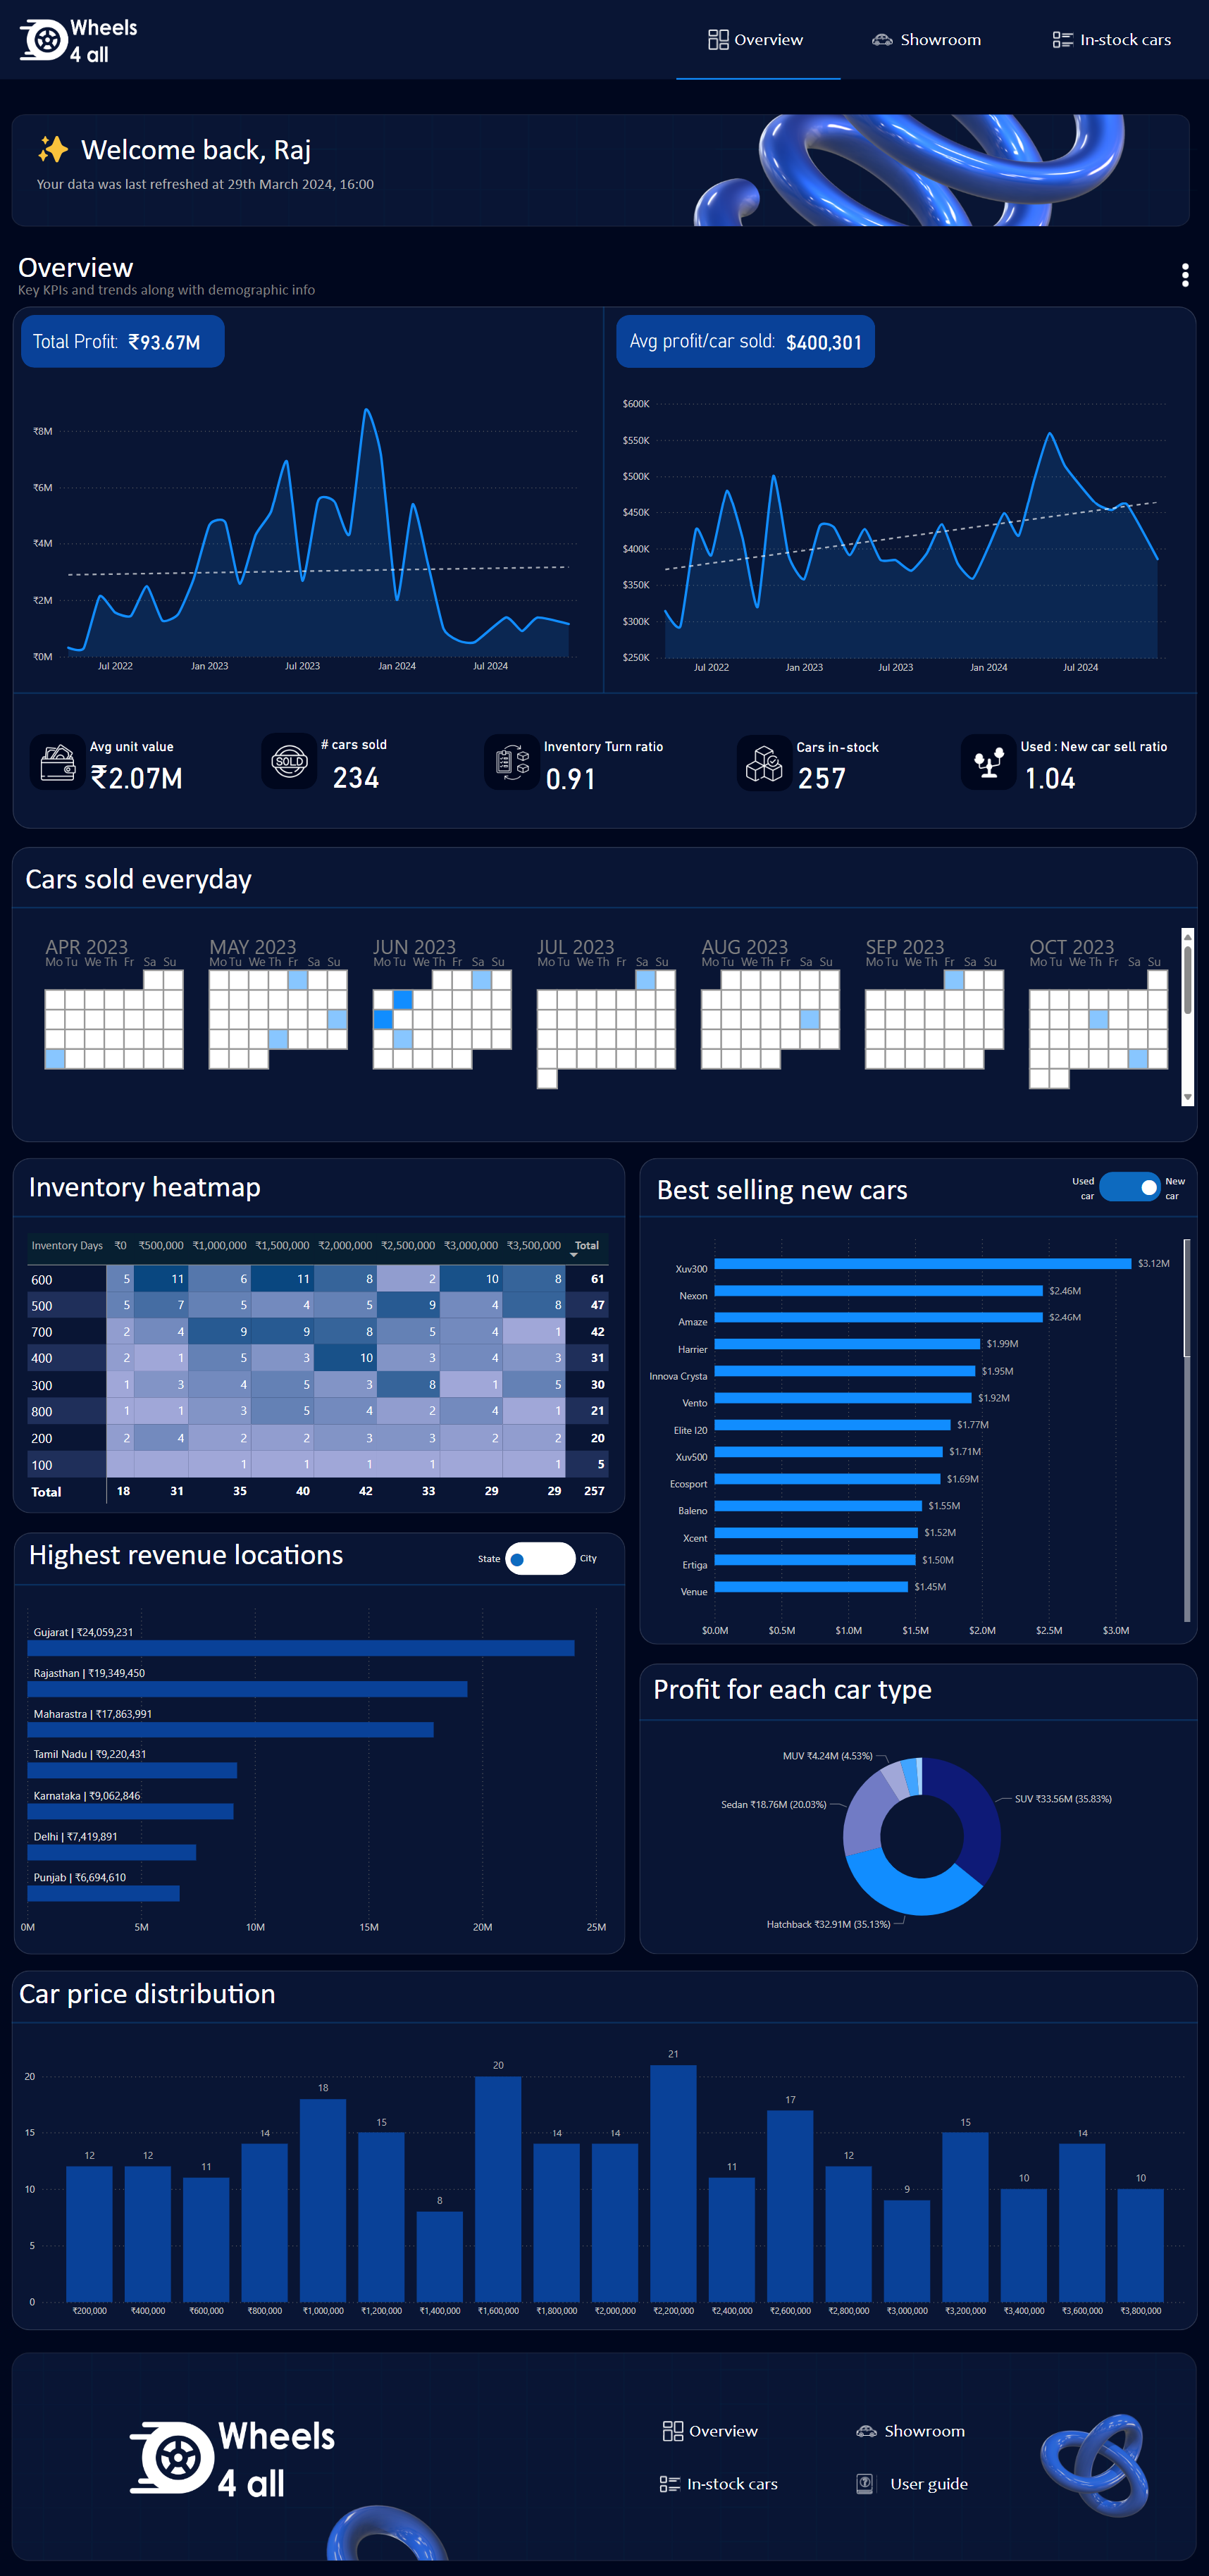 Wheels
4 all
Overview
Showroom
In-stock cars
✨ Welcome back, Raj
Your data was last refreshed at 29th March 2024, 16:00
Overview
Key KPIs and trends along with demographic info
Total Profit: ₹93.67M
₹8M
₹6M
₹4M
₹2M
₹0M
Jul 2022 Jan 2023 Jul 2023 Jan 2024 Jul 2024
Avg profit/car sold: $400,301
$600K
$550K
$500K
$450K
$400K
$350K
$300K
$250K
Jul 2022 Jan 2023 Jul 2023 Jan 2024 Jul 2024
Avg unit value
₹2.07M
# cars sold
234
SOLD
Inventory Turn ratio
0.91
Cars in-stock
257
Used : New car sell ratio
1.04
Cars sold everyday
APR 2023 MAY 2023 JUN 2023 JUL 2023 AUG 2023 SEP 2023 OCT 2023
Mo Tu We Th Fr Sa Su Mo Tu We Th Fr Sa Su Mo Tu We Th Fr Sa Su Mo Tu We Th Fr Sa Su Mo Tu We Th Fr Sa Su Mo Tu We Th Fr Sa Su Mo Tu We Th Fr Sa Su
Inventory heatmap
Inventory Days ₹0 ₹500,000 ₹1,000,000 ₹1,500,000 ₹2,000,000 ₹2,500,000 ₹3,000,000 ₹3,500,000 Total
600 5 11 6 11 8 2 10 8 61
500 5 7 5 4 5 9 4 8 47
700 2 4 9 9 8 5 4 1 42
400 2 1 5 3 10 3 4 3 31
300 1 3 4 5 3 8 1 5 30
800 1 1 3 5 4 2 4 1 21
200 2 4 2 2 3 3 2 2 20
100 1 1 1 1 1 5
Total 18 31 35 40 42 33 29 29 257
Best selling new cars
Used car
New car
Xuv300 $3.12M
Nexon $2.46M
Amaze $2.46M
Harrier $1.99M
Innova Crysta $1.95M
Vento $1.92M
Elite I20 $1.77M
Xuv500 $1.71M
Ecosport $1.69M
Baleno $1.55M
Xcent $1.52M
Ertiga $1.50M
Venue $1.45M
$0.0M $0.5M $1.0M $1.5M $2.0M $2.5M $3.0M
Highest revenue locations
State
City
Gujarat | ₹24,059,231
Rajasthan | ₹19,349,450
Maharastra | ₹17,863,991
Tamil Nadu | ₹9,220,431
Karnataka | ₹9,062,846
Delhi | ₹7,419,891
Punjab | ₹6,694,610
0M 5M 10M 15M 20M 25M
Profit for each car type
MUV ₹4.24M (4.53%)
Sedan ₹18.76M (20.03%)
SUV ₹33.56M (35.83%)
Hatchback ₹32.91M (35.13%)
Car price distribution
20
15
10
5
0
12 12 11 14 18 15 8 20 14 14 21 11 17 12 9 15 10 14 10
₹200,000 ₹400,000 ₹600,000 ₹800,000 ₹1,000,000 ₹1,200,000 ₹1,400,000 ₹1,600,000 ₹1,800,000 ₹2,000,000 ₹2,200,000 ₹2,400,000 ₹2,600,000 ₹2,800,000 ₹3,000,000 ₹3,200,000 ₹3,400,000 ₹3,600,000 ₹3,800,000
Wheels
4 all
Overview
Showroom
In-stock cars
User guide